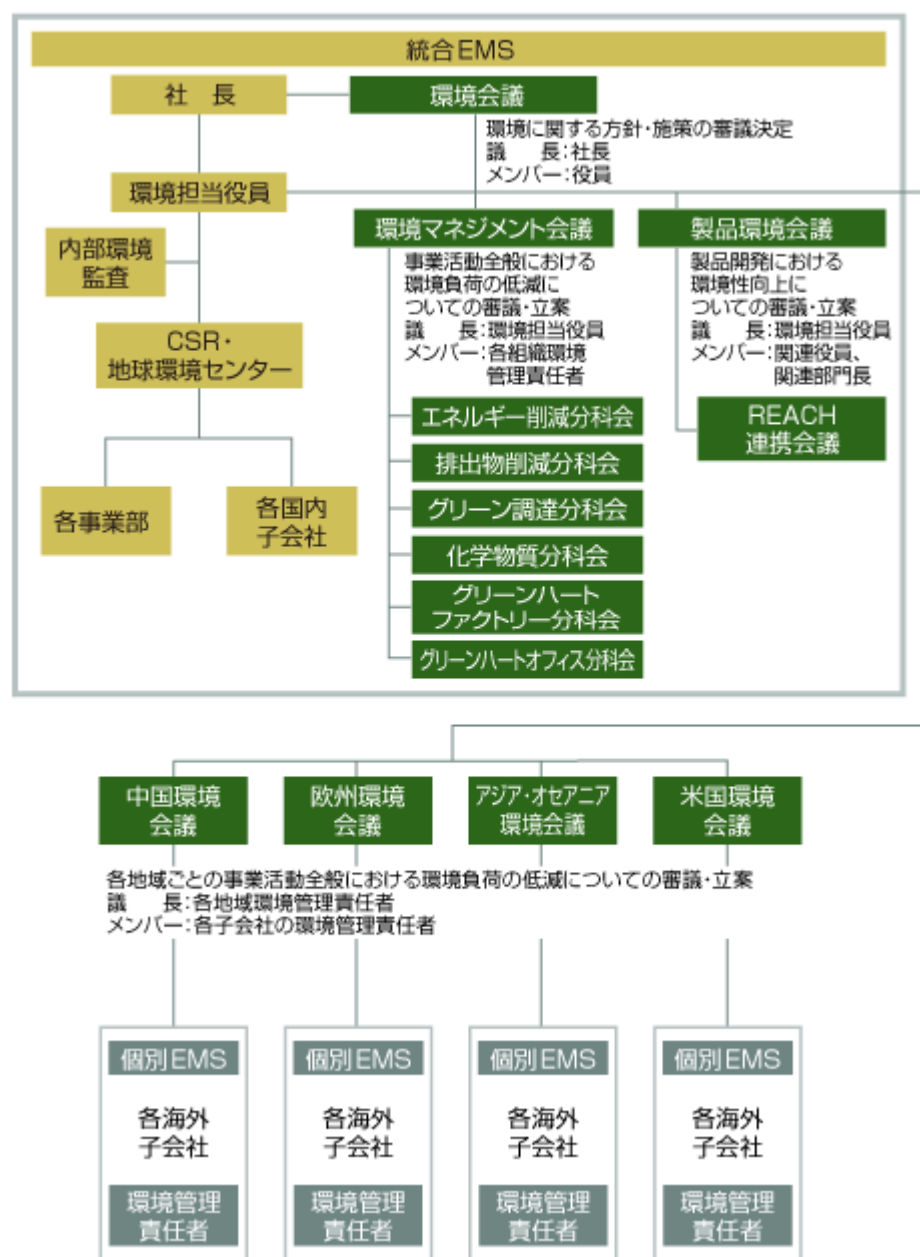 統合EMS
社　長
環境会議
環境に関する方針・施策の審議決定
議　　長：社長
メンバー：役員
環境担当役員
内部環境
監査
CSR・
地球環境センター
各事業部
各国内
子会社
環境マネジメント会議
事業活動全般における
環境負荷の低減に
ついての審議・立案
議　　長：環境担当役員
メンバー：各組織環境
管理責任者
エネルギー削減分科会
排出物削減分科会
グリーン調達分科会
化学物質分科会
グリーンハート
ファクトリー分科会
グリーンハートオフィス分科会
製品環境会議
製品開発における
環境性向上に
ついての審議・立案
議　　長：環境担当役員
メンバー：関連役員、
関連部門長
REACH
連携会議
中国環境
会議
欧州環境
会議
アジア・オセアニア
環境会議
米国環境
会議
各地域ごとの事業活動全般における環境負荷の低減についての審議・立案
議　　長：各地域環境管理責任者
メンバー：各子会社の環境管理責任者
個別EMS
各海外
子会社
環境管理
責任者
個別EMS
各海外
子会社
環境管理
責任者
個別EMS
各海外
子会社
環境管理
責任者
個別EMS
各海外
子会社
環境管理
責任者